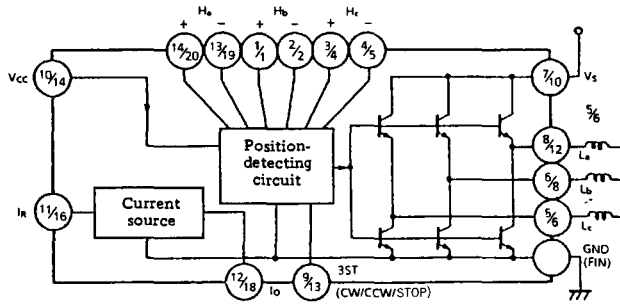 Ha Hb Hc
+ − + − + −
14/20 13/19 1/1 2/2 3/4 4/5
VCC 10/14
7/10 VS
5/6
8/12 La
Position-
detecting
circuit
6/8 Lb
IR 11/16
Current
source
5/6 Lc
GND
(FIN)
12/18 IO 9/13 3ST
(CW/CCW/STOP)